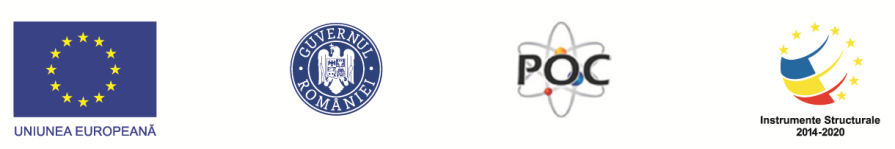 UNIUNEA EUROPEANĂ
GUVERNUL ROMÂNIEI
POC
Instrumente Structurale
2014-2020